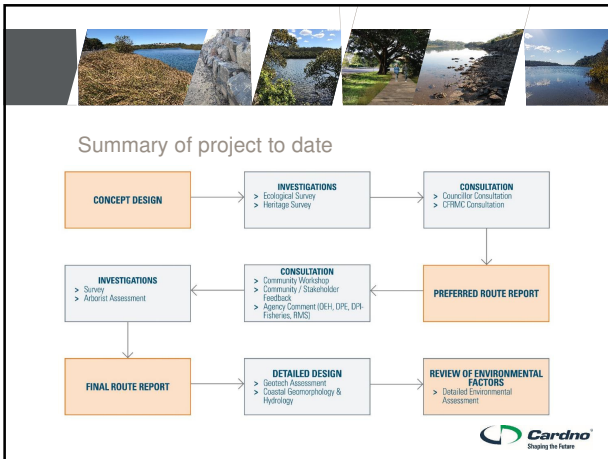 Summary of project to date
CONCEPT DESIGN
INVESTIGATIONS
> Ecological Survey
> Heritage Survey
CONSULTATION
> Councillor Consultation
> CFRMC Consultation
PREFERRED ROUTE REPORT
CONSULTATION
> Community Workshop
> Community / Stakeholder
Feedback
> Agency Comment (OEH, DPE, DPI-
Fisheries, RMS)
INVESTIGATIONS
> Survey
> Arborist Assessment
FINAL ROUTE REPORT
DETAILED DESIGN
> Geotech Assessment
> Coastal Geomorphology &
Hydrology
REVIEW OF ENVIRONMENTAL
FACTORS
> Detailed Environmental
Assessment
Cardno®
Shaping the Future